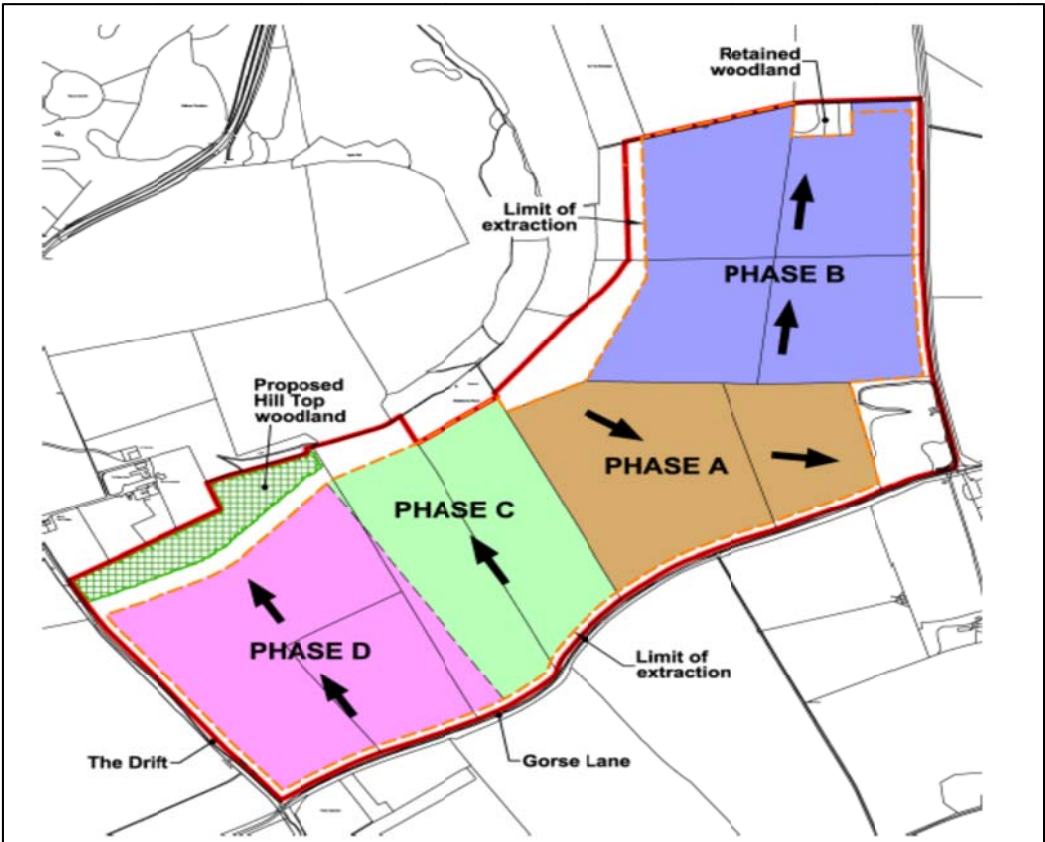 Retained
woodland
Limit of
extraction
PHASE B
Proposed
Hill Top
woodland
PHASE A
PHASE C
PHASE D
Limit of
extraction
The Drift
Gorse Lane